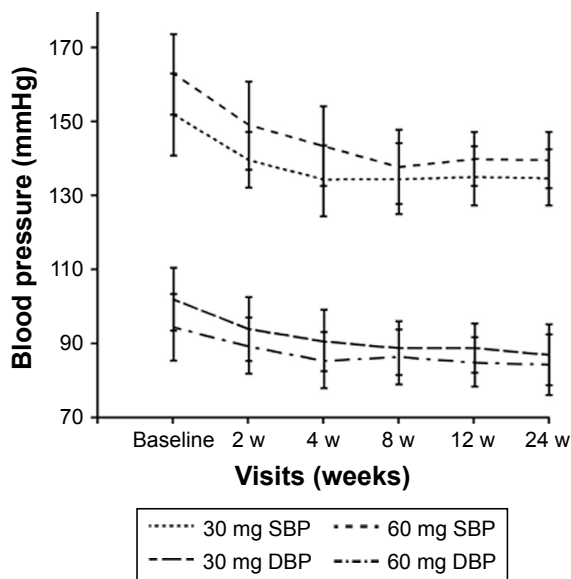 Blood pressure (mmHg)
170
150
130
110
90
70
Baseline 2 w 4 w 8 w 12 w 24 w
Visits (weeks)
30 mg SBP 60 mg SBP
30 mg DBP 60 mg DBP